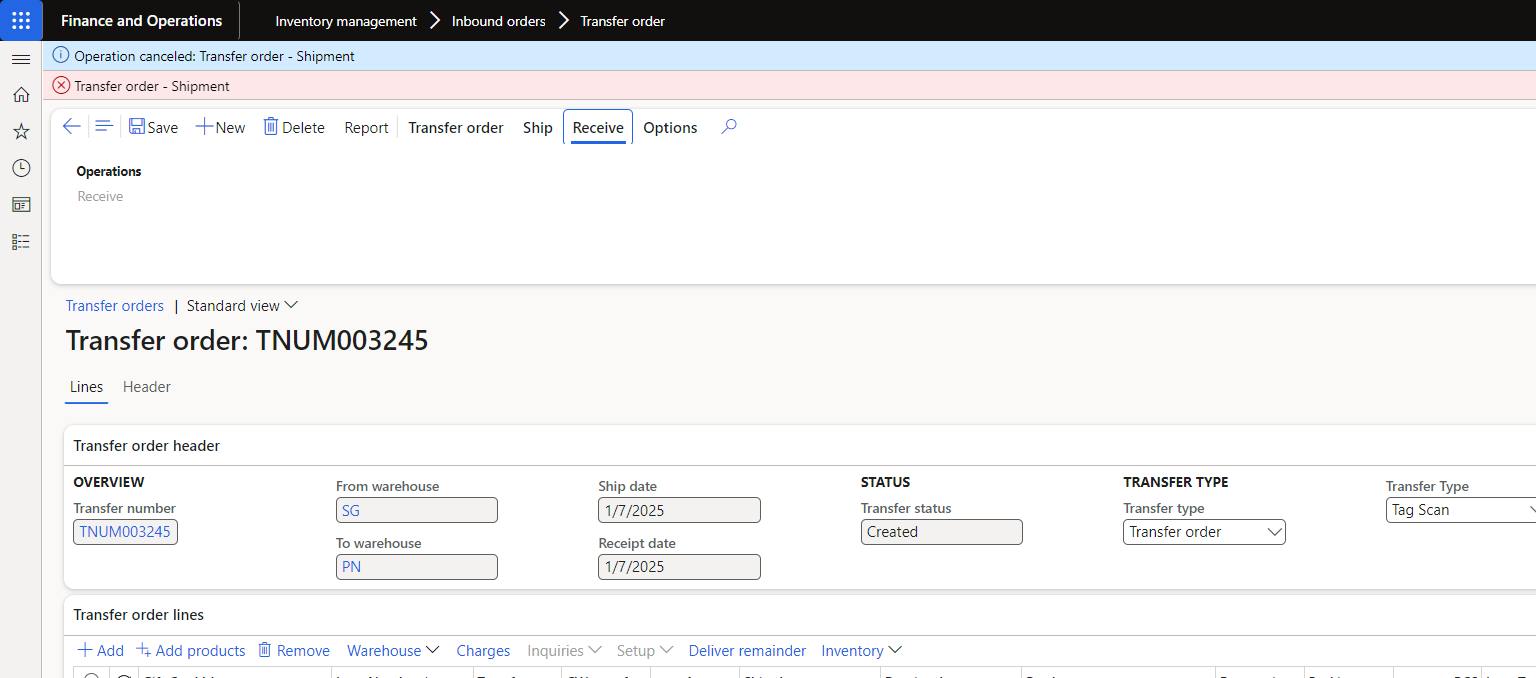 Finance and Operations
Inventory management > Inbound orders > Transfer order
Operation canceled: Transfer order - Shipment
Transfer order - Shipment
Save New Delete Report Transfer order Ship Receive Options
Operations
Receive
Transfer orders | Standard view
Transfer order: TNUM003245
Lines Header
Transfer order header
OVERVIEW
Transfer number
TNUM003245
From warehouse
SG
To warehouse
PN
Ship date
1/7/2025
Receipt date
1/7/2025
STATUS
Transfer status
Created
TRANSFER TYPE
Transfer type
Transfer order
Transfer Type
Tag Scan
Transfer order lines
Add Add products Remove Warehouse Charges Inquiries Setup Deliver remainder Inventory